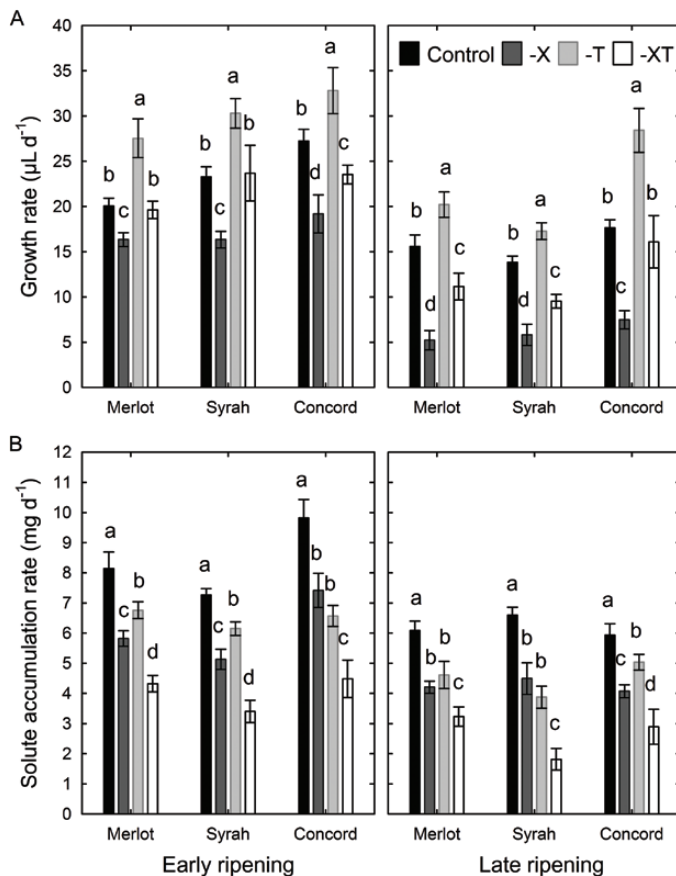 A
Growth rate (µL d⁻¹)
40
35
30
25
20
15
10
5
0
Control -X -T -XT
b c a b b c a b b d a c
b d a c b d a c b c a b
Merlot Syrah Concord Merlot Syrah Concord
B
Solute accumulation rate (mg d⁻¹)
12
11
10
9
8
7
6
5
4
3
2
1
0
a c b d a c b d a b b c
a b b c a b b c a c b d
Merlot Syrah Concord Merlot Syrah Concord
Early ripening Late ripening